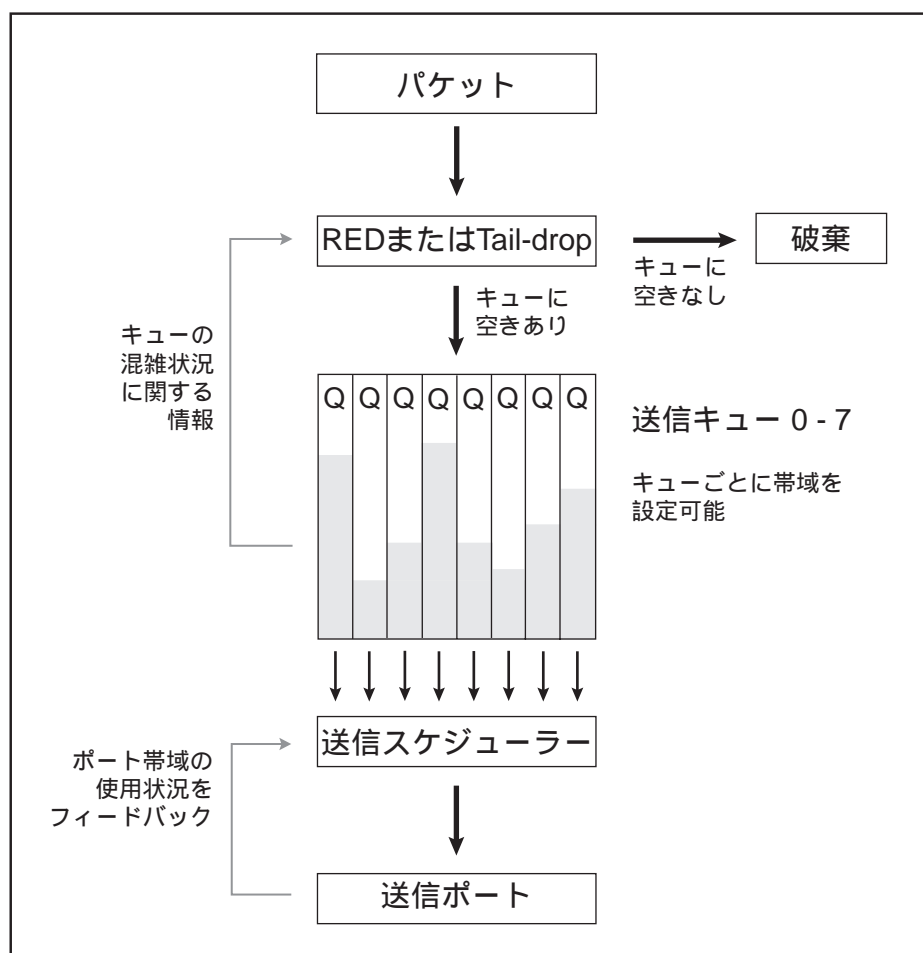 パケット
REDまたはTail-drop
破棄
キューに
空きなし
キューに
空きあり
キューの
混雑状況
に関する
情報
Q Q Q Q Q Q Q Q
送信キュー 0 - 7
キューごとに帯域を
設定可能
送信スケジューラー
ポート帯域の
使用状況を
フィードバック
送信ポート